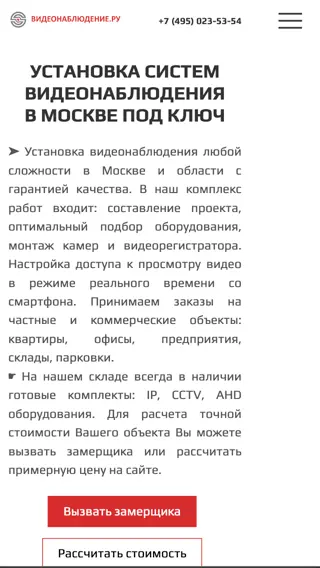 ВИДЕОНАБЛЮДЕНИЕ.РУ
+7 (495) 023-53-54
УСТАНОВКА СИСТЕМ
ВИДЕОНАБЛЮДЕНИЯ
В МОСКВЕ ПОД КЛЮЧ
➤ Установка видеонаблюдения любой
сложности в Москве и области с
гарантией качества. В наш комплекс
работ входит: составление проекта,
оптимальный подбор оборудования,
монтаж камер и видеорегистратора.
Настройка доступа к просмотру видео
в режиме реального времени со
смартфона. Принимаем заказы на
частные и коммерческие объекты:
квартиры, офисы, предприятия,
склады, парковки.
☛ На нашем складе всегда в наличии
готовые комплекты: IP, CCTV, AHD
оборудования. Для расчета точной
стоимости Вашего объекта Вы можете
вызвать замерщика или рассчитать
примерную цену на сайте.
Вызвать замерщика
Рассчитать стоимость